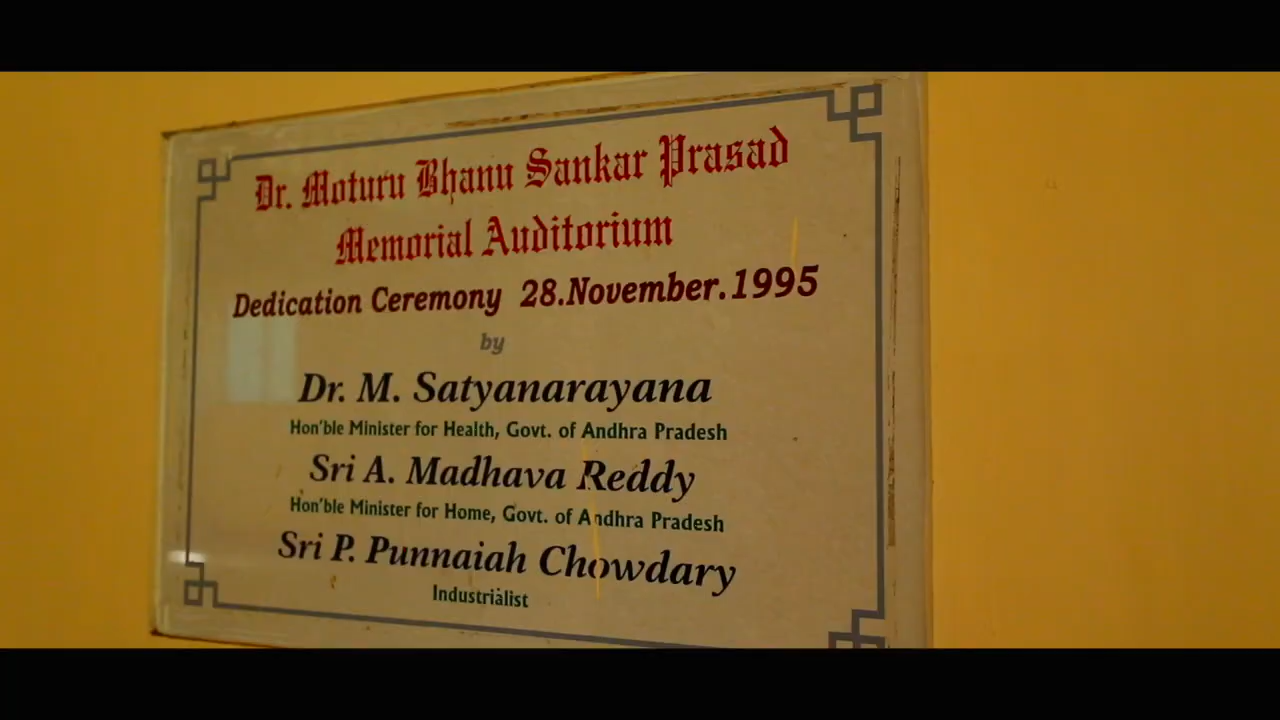 Dr. Moturu Bhanu Sankar Prasad
Memorial Auditorium
Dedication Ceremony 28.November.1995
by
Dr. M. Satyanarayana
Hon'ble Minister for Health, Govt. of Andhra Pradesh
Sri A. Madhava Reddy
Hon'ble Minister for Home, Govt. of Andhra Pradesh
Sri P. Punnaiah Chowdary
Industrialist